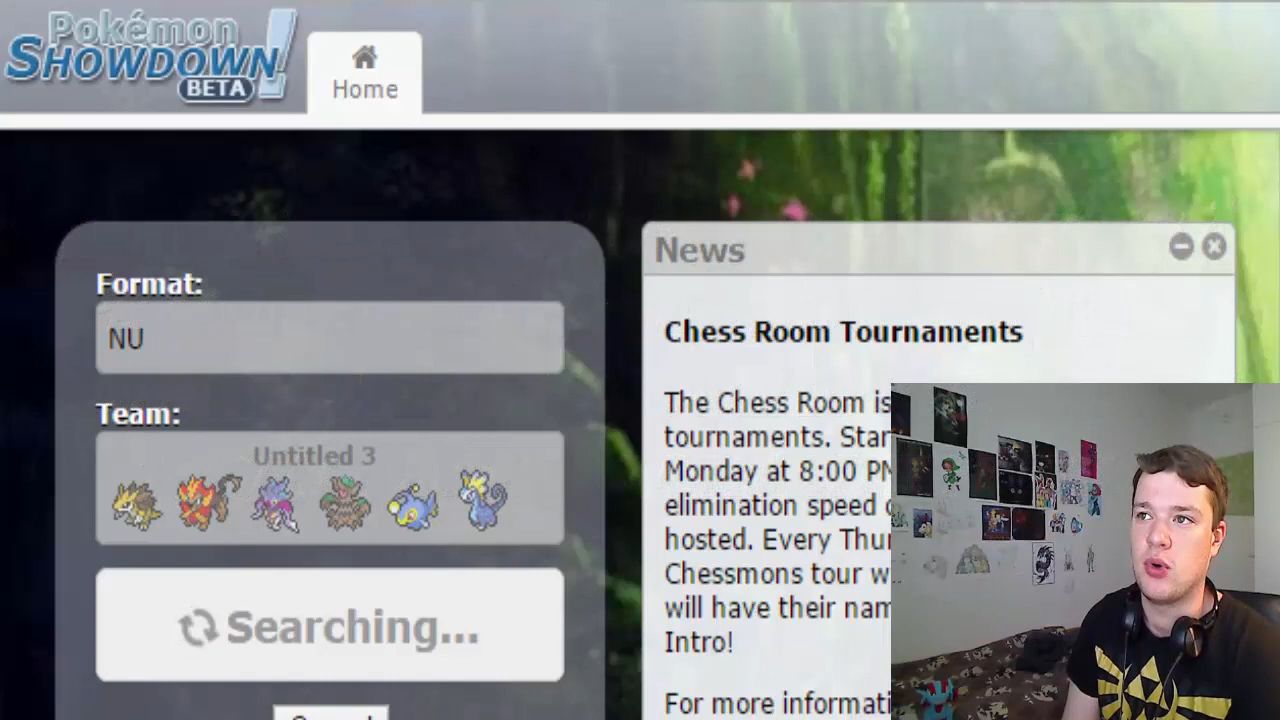 Pokémon
SHOWDOWN!
BETA
Home
Format:
NU
Team:
Untitled 3
Searching...
News
Chess Room Tournaments
The Chess Room is
tournaments. Star
Monday at 8:00 PM
elimination speed
hosted. Every Thur
Chessmons tour w
will have their nam
Intro!
For more informati